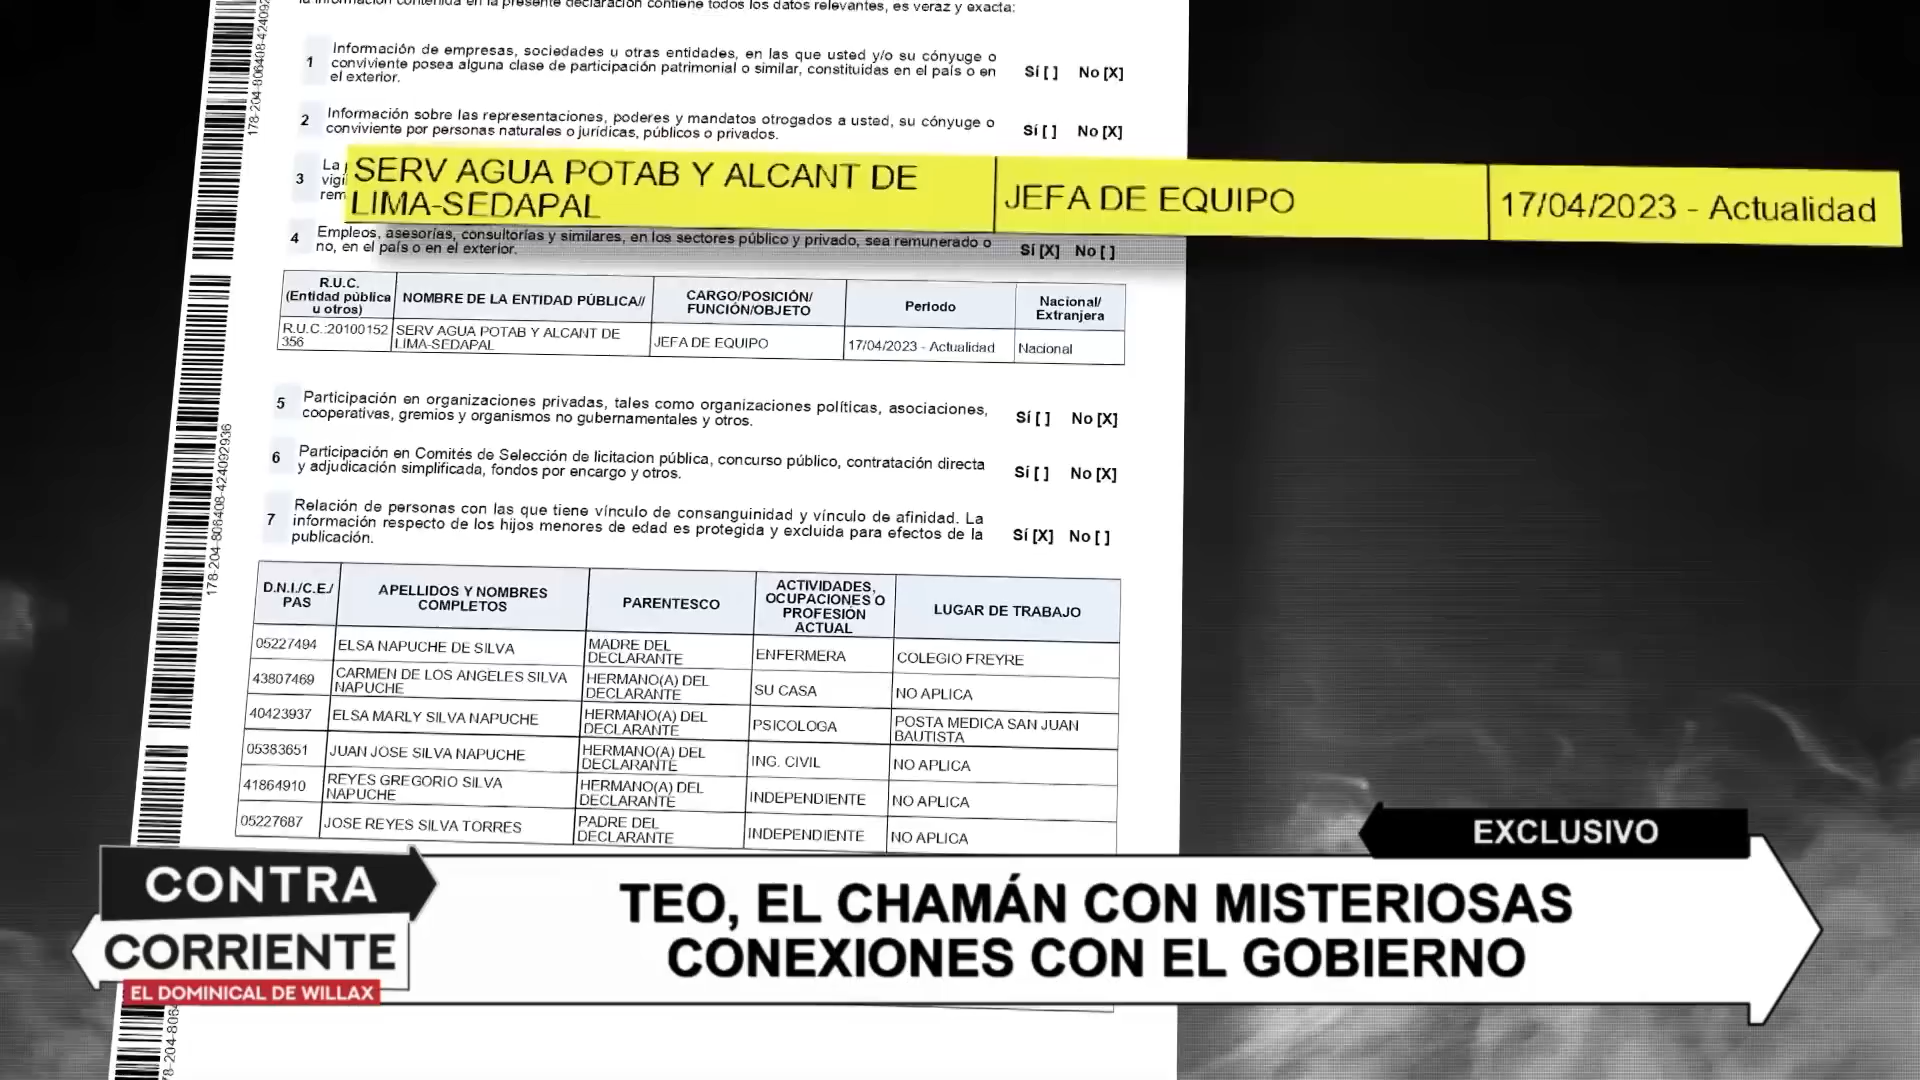 la información contenida en la presente declaración contiene todos los datos relevantes, es veraz y exacta:
1 Información de empresas, sociedades u otras entidades, en las que usted y/o su cónyuge o
conviviente posea alguna clase de participación patrimonial o similar, constituidas en el país o en
el exterior.
Sí [ ] No [X]
2 Información sobre las representaciones, poderes y mandatos otrogados a usted, su cónyuge o
conviviente por personas naturales o jurídicas, públicos o privados.
Sí [ ] No [X]
3 La
vigi
rem
SERV AGUA POTAB Y ALCANT DE
LIMA-SEDAPAL
JEFA DE EQUIPO
17/04/2023 - Actualidad
4 Empleos, asesorías, consultorías y similares, en los sectores público y privado, sea remunerado o
no, en el país o en el exterior.
Sí [X] No [ ]
R.U.C.
(Entidad pública
u otros)
NOMBRE DE LA ENTIDAD PÚBLICA//
CARGO/POSICIÓN/
FUNCIÓN/OBJETO
Periodo
Nacional/
Extranjera
R.U.C.:20100152
356
SERV AGUA POTAB Y ALCANT DE
LIMA-SEDAPAL
JEFA DE EQUIPO
17/04/2023 - Actualidad
Nacional
5 Participación en organizaciones privadas, tales como organizaciones políticas, asociaciones,
cooperativas, gremios y organismos no gubernamentales y otros.
Sí [ ] No [X]
6 Participación en Comités de Selección de licitacion pública, concurso público, contratación directa
y adjudicación simplificada, fondos por encargo y otros.
Sí [ ] No [X]
7 Relación de personas con las que tiene vínculo de consanguinidad y vínculo de afinidad. La
información respecto de los hijos menores de edad es protegida y excluida para efectos de la
publicación.
Sí [X] No [ ]
D.N.I./C.E./
PAS
APELLIDOS Y NOMBRES
COMPLETOS
PARENTESCO
ACTIVIDADES,
OCUPACIONES O
PROFESIÓN
ACTUAL
LUGAR DE TRABAJO
05227494
ELSA NAPUCHE DE SILVA
MADRE DEL
DECLARANTE
ENFERMERA
COLEGIO FREYRE
43807469
CARMEN DE LOS ANGELES SILVA
NAPUCHE
HERMANO(A) DEL
DECLARANTE
SU CASA
NO APLICA
40423937
ELSA MARLY SILVA NAPUCHE
HERMANO(A) DEL
DECLARANTE
PSICOLOGA
POSTA MEDICA SAN JUAN
BAUTISTA
05383651
JUAN JOSE SILVA NAPUCHE
HERMANO(A) DEL
DECLARANTE
ING. CIVIL
NO APLICA
41864910
REYES GREGORIO SILVA
NAPUCHE
HERMANO(A) DEL
DECLARANTE
INDEPENDIENTE
NO APLICA
05227687
JOSE REYES SILVA TORRES
PADRE DEL
DECLARANTE
INDEPENDIENTE
NO APLICA
178-204-806408-424092936
EXCLUSIVO
CONTRA
CORRIENTE
EL DOMINICAL DE WILLAX
TEO, EL CHAMÁN CON MISTERIOSAS
CONEXIONES CON EL GOBIERNO